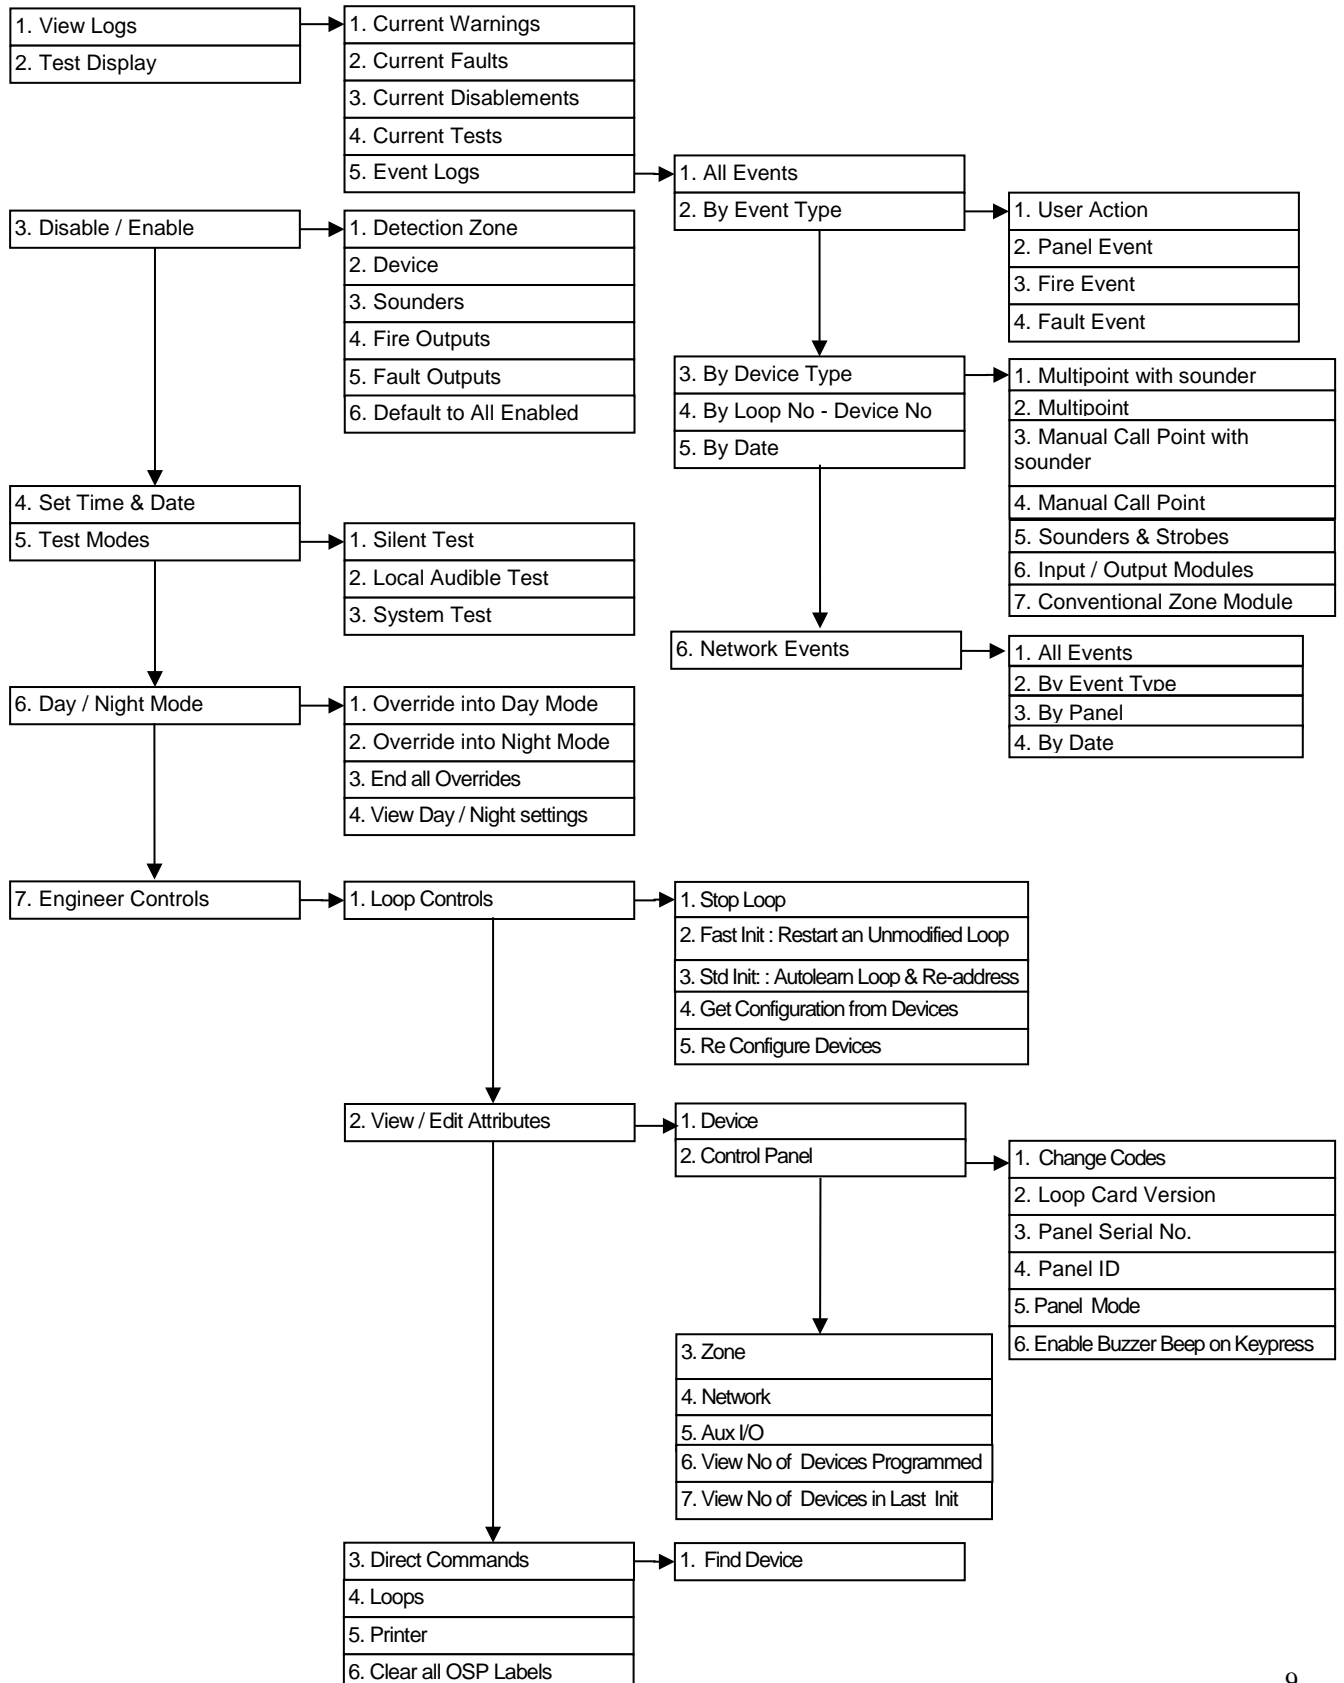 1. View Logs
2. Test Display
1. Current Warnings
2. Current Faults
3. Current Disablements
4. Current Tests
5. Event Logs
1. All Events
2. By Event Type
1. User Action
2. Panel Event
3. Fire Event
4. Fault Event
3. Disable / Enable
1. Detection Zone
2. Device
3. Sounders
4. Fire Outputs
5. Fault Outputs
6. Default to All Enabled
3. By Device Type
4. By Loop No - Device No
5. By Date
1. Multipoint with sounder
2. Multipoint
3. Manual Call Point with
sounder
4. Manual Call Point
5. Sounders & Strobes
6. Input / Output Modules
7. Conventional Zone Module
4. Set Time & Date
5. Test Modes
1. Silent Test
2. Local Audible Test
3. System Test
6. Network Events
1. All Events
2. By Event Type
3. By Panel
4. By Date
6. Day / Night Mode
1. Override into Day Mode
2. Override into Night Mode
3. End all Overrides
4. View Day / Night settings
7. Engineer Controls
1. Loop Controls
1. Stop Loop
2. Fast Init : Restart an Unmodified Loop
3. Std Init: : Autolearn Loop & Re-address
4. Get Configuration from Devices
5. Re Configure Devices
2. View / Edit Attributes
1. Device
2. Control Panel
1. Change Codes
2. Loop Card Version
3. Panel Serial No.
4. Panel ID
5. Panel Mode
6. Enable Buzzer Beep on Keypress
3. Zone
4. Network
5. Aux I/O
6. View No of Devices Programmed
7. View No of Devices in Last Init
3. Direct Commands
4. Loops
5. Printer
6. Clear all OSP Labels
1. Find Device
9